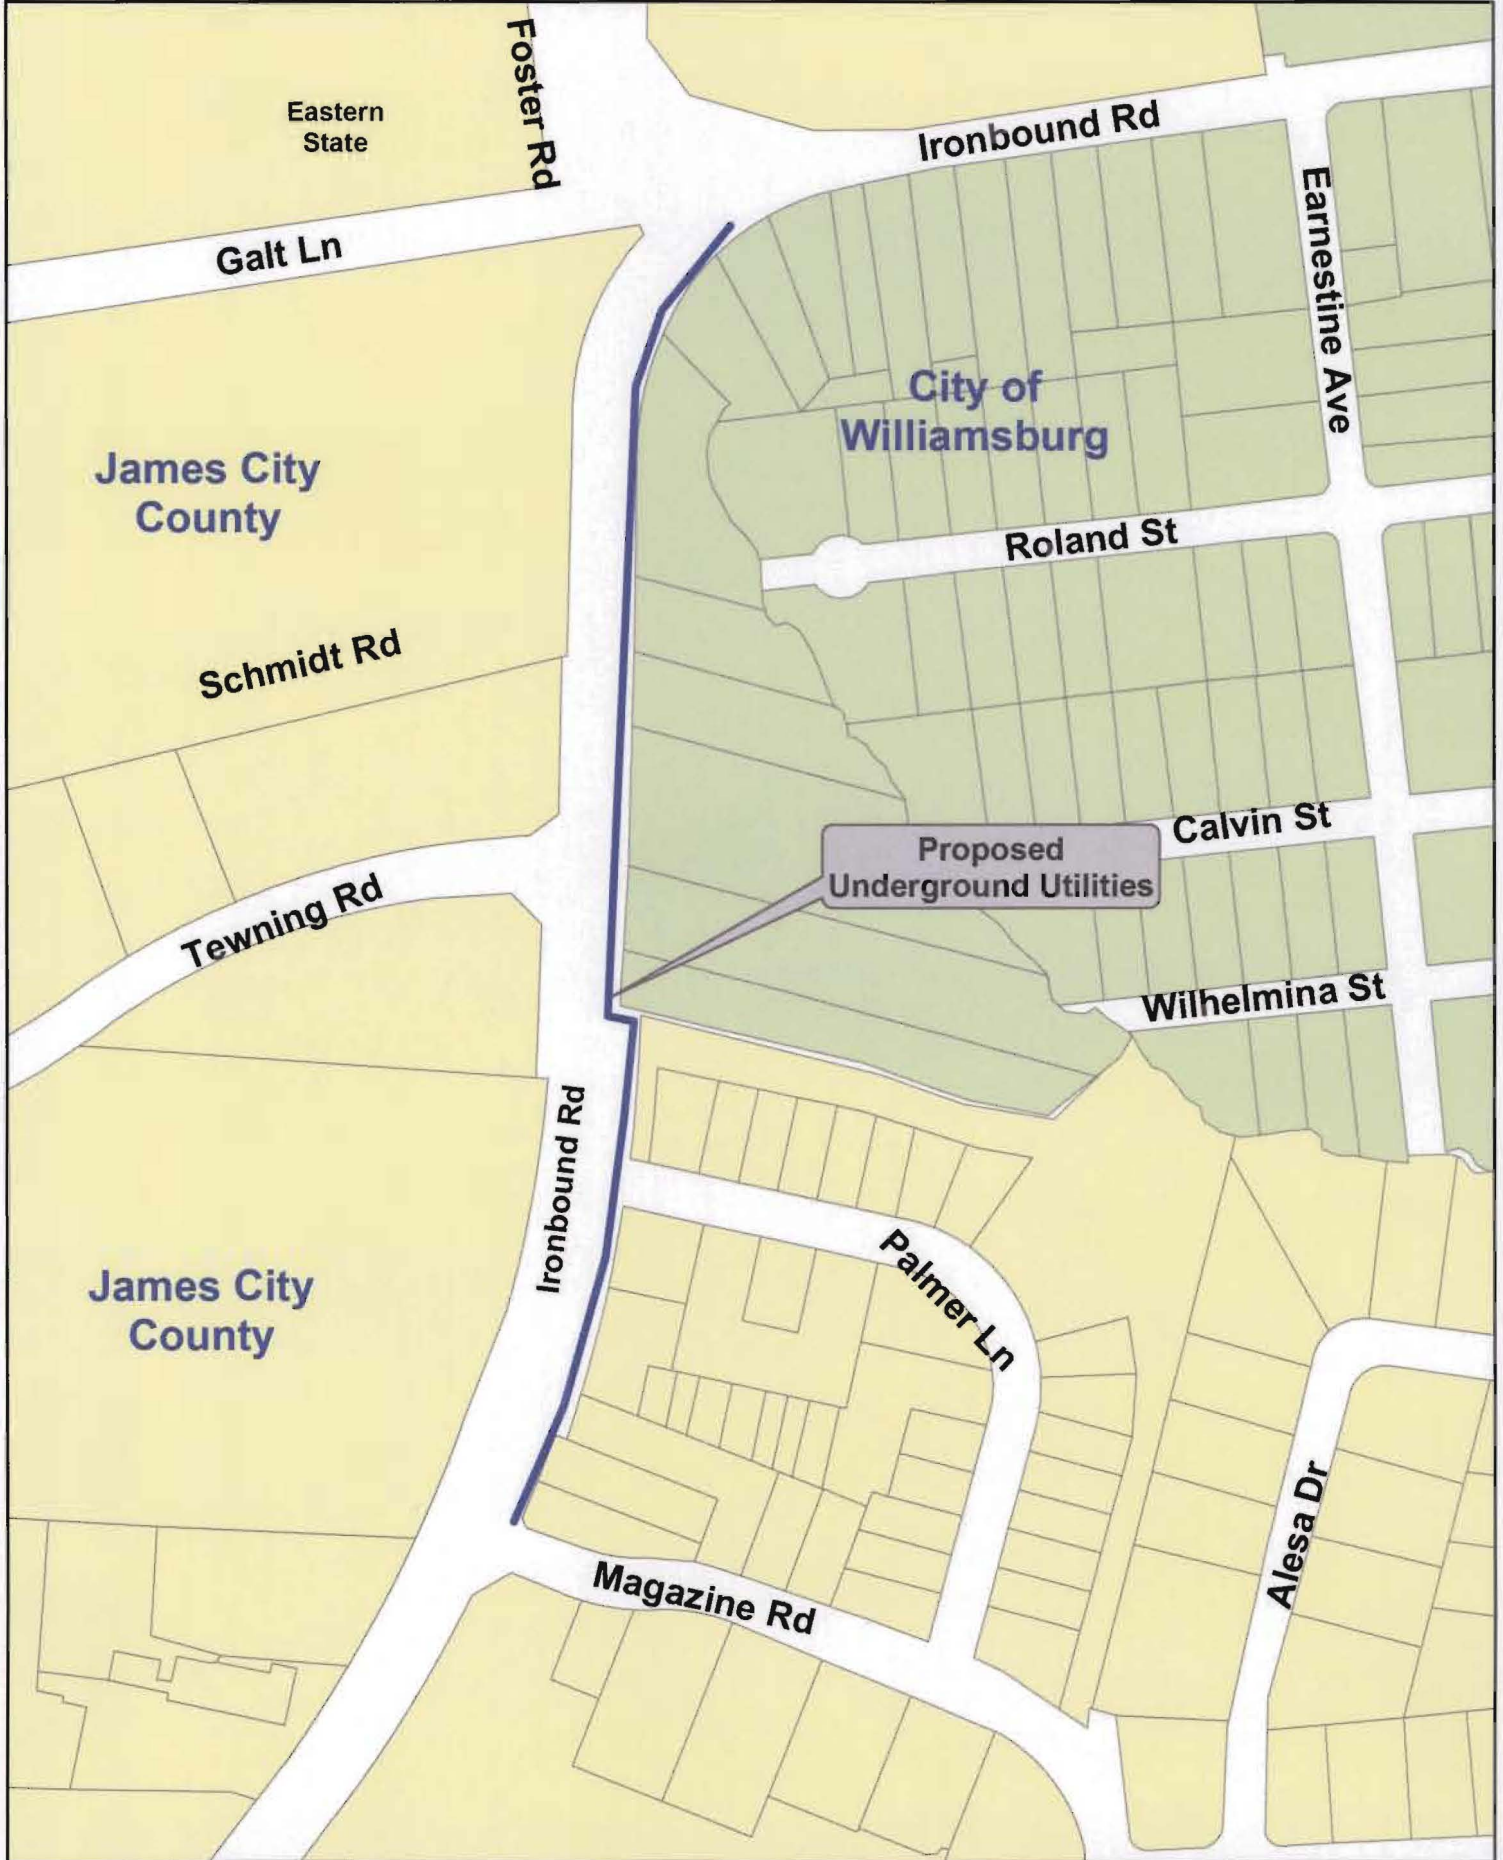 Foster Rd
Eastern
State
Ironbound Rd
Galt Ln
Earnestine Ave
City of
Williamsburg
James City
County
Roland St
Schmidt Rd
Calvin St
Proposed
Underground Utilities
Tewning Rd
Wilhelmina St
Ironbound Rd
James City
County
Palmer Ln
Alesa Dr
Magazine Rd